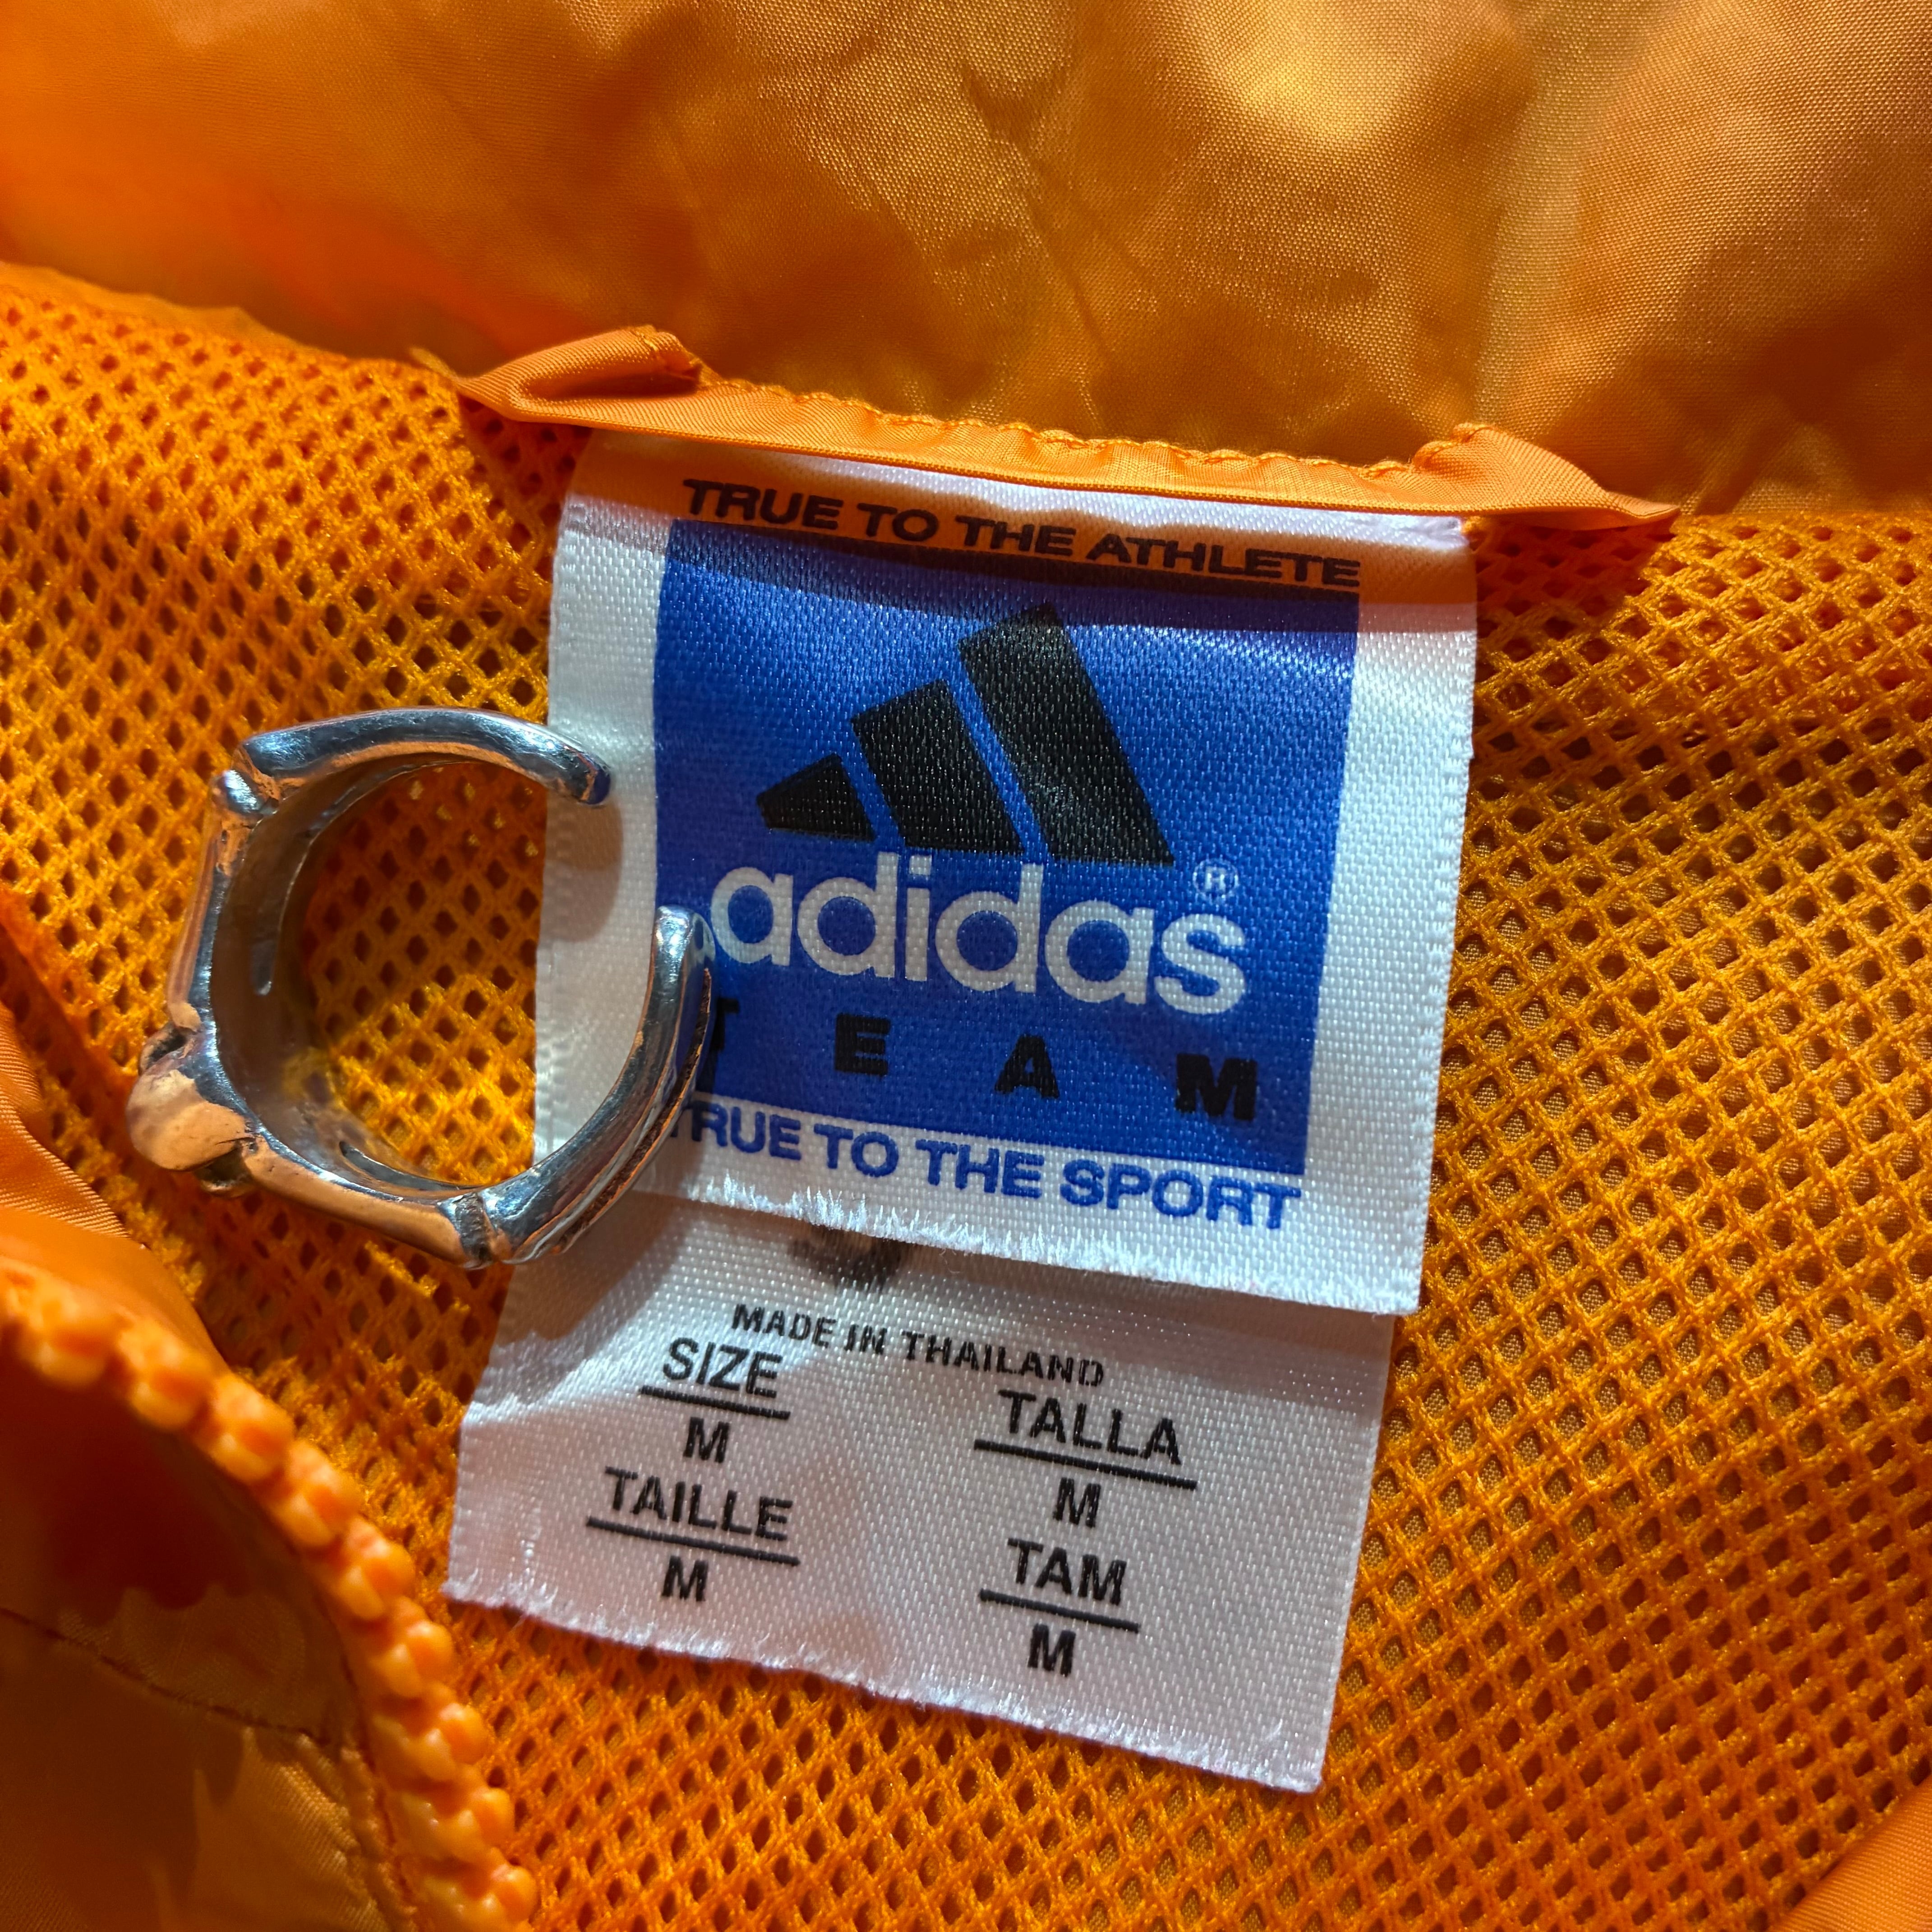 TRUE TO THE ATHLETE
adidas®
TEAM
TRUE TO THE SPORT
MADE IN THAILAND
SIZE
M
TALLA
M
TAILLE
M
TAM
M